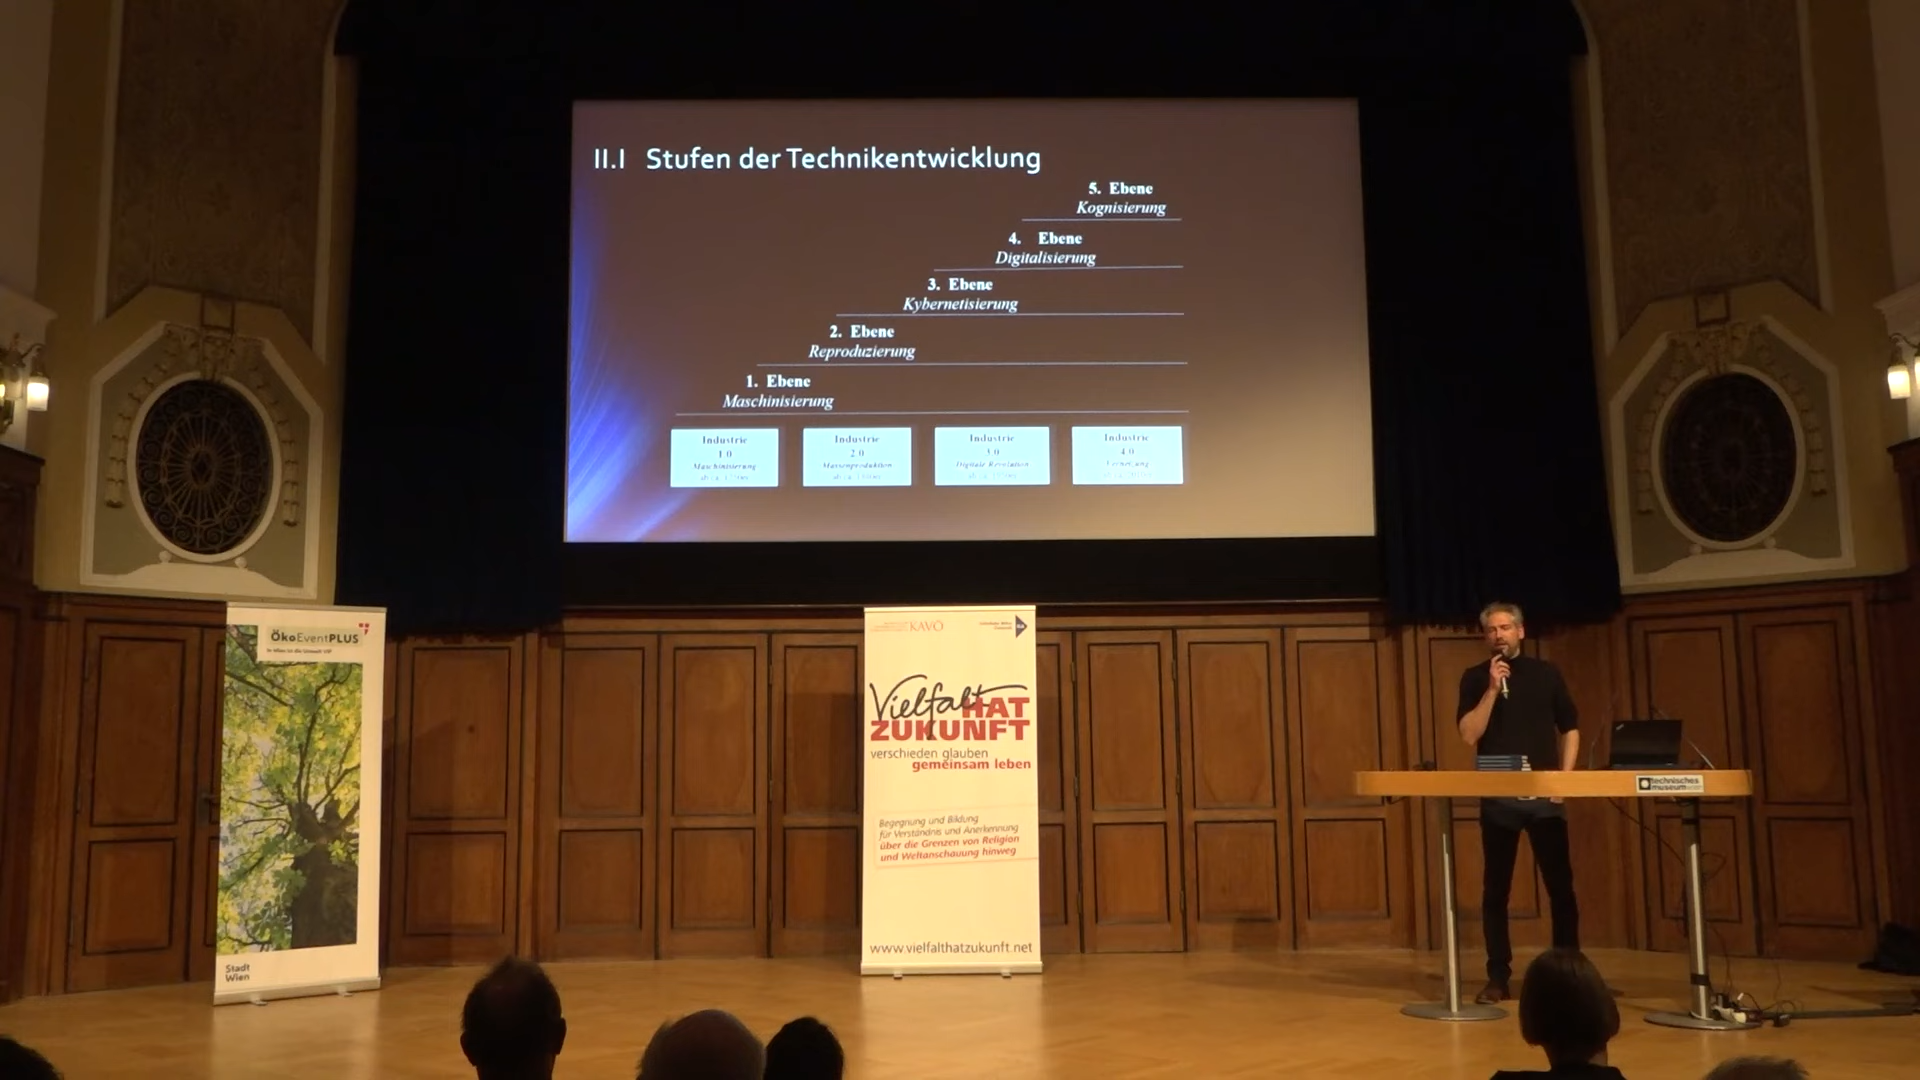 II.I Stufen der Technikentwicklung
5. Ebene
Kognisierung
4. Ebene
Digitalisierung
3. Ebene
Kybernetisierung
2. Ebene
Reproduzierung
1. Ebene
Maschinisierung
Industrie
1.0
Maschinisierung
Industrie
2.0
Massenproduktion
Industrie
3.0
Digitale Revolution
Industrie
4.0
Vernetzung
ÖkoEventPLUS
Stadt
Wien
KAVÖ
Vielfalt HAT
ZUKUNFT
verschieden glauben
gemeinsam leben
Begegnung und Bildung
für Verständnis und Anerkennung
über die Grenzen von Religion
und Weltanschauung hinweg
www.vielfalthatzukunft.net
technisches
museum